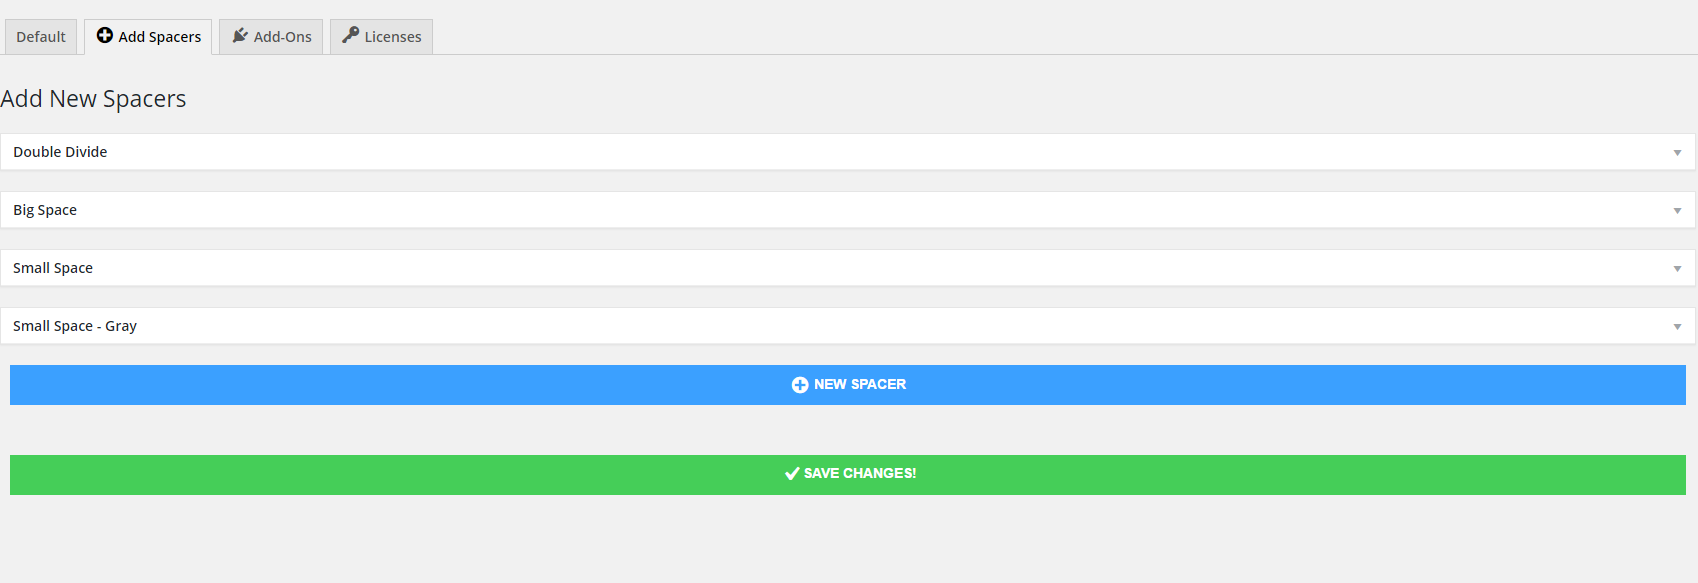 Default Add Spacers Add-Ons Licenses
Add New Spacers
Double Divide
Big Space
Small Space
Small Space - Gray
NEW SPACER
SAVE CHANGES!